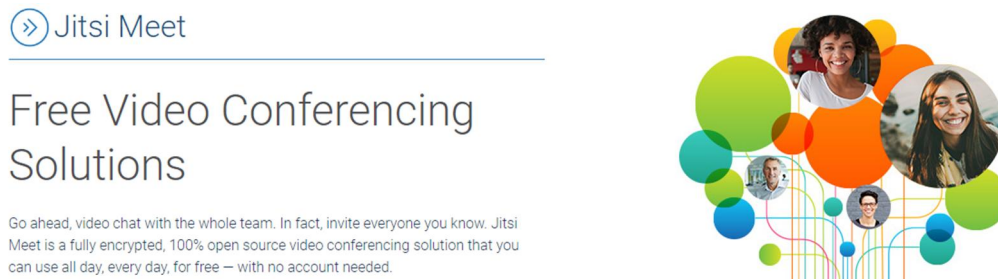 Jitsi Meet
Free Video Conferencing
Solutions
Go ahead, video chat with the whole team. In fact, invite everyone you know. Jitsi
Meet is a fully encrypted, 100% open source video conferencing solution that you
can use all day, every day, for free — with no account needed.